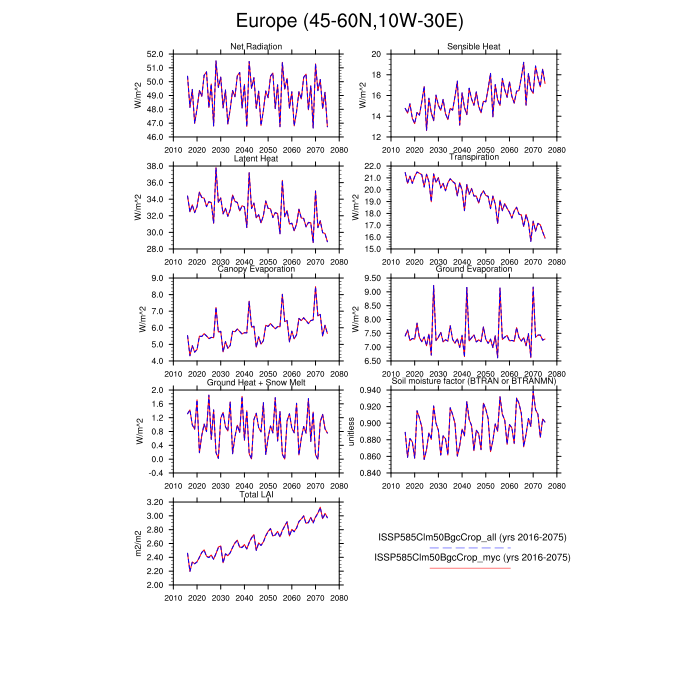 Europe (45-60N,10W-30E)
Net Radiation
Sensible Heat
52.0
51.0
50.0
49.0
48.0
47.0
46.0
W/m^2
2010 2020 2030 2040 2050 2060 2070 2080
20
18
16
14
12
W/m^2
2010 2020 2030 2040 2050 2060 2070 2080
Latent Heat
Transpiration
38.0
36.0
34.0
32.0
30.0
28.0
W/m^2
2010 2020 2030 2040 2050 2060 2070 2080
22.0
21.0
20.0
19.0
18.0
17.0
16.0
15.0
W/m^2
2010 2020 2030 2040 2050 2060 2070 2080
Canopy Evaporation
Ground Evaporation
9.0
8.0
7.0
6.0
5.0
4.0
W/m^2
2010 2020 2030 2040 2050 2060 2070 2080
9.50
9.00
8.50
8.00
7.50
7.00
6.50
W/m^2
2010 2020 2030 2040 2050 2060 2070 2080
Ground Heat + Snow Melt
Soil moisture factor (BTRAN or BTRANMN)
2.0
1.6
1.2
0.8
0.4
0.0
-0.4
W/m^2
2010 2020 2030 2040 2050 2060 2070 2080
0.940
0.920
0.900
0.880
0.860
0.840
unitless
2010 2020 2030 2040 2050 2060 2070 2080
Total LAI
3.20
3.00
2.80
2.60
2.40
2.20
2.00
m2/m2
2010 2020 2030 2040 2050 2060 2070 2080
ISSP585Clm50BgcCrop_all (yrs 2016-2075)
ISSP585Clm50BgcCrop_myc (yrs 2016-2075)